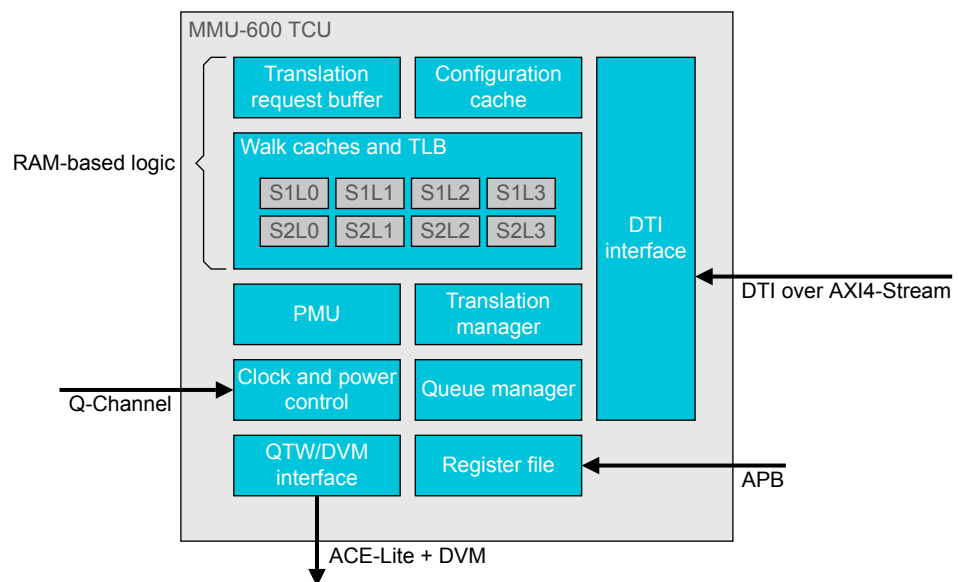 MMU-600 TCU
Translation
request buffer
Configuration
cache
RAM-based logic
Walk caches and TLB
S1L0 S1L1 S1L2 S1L3
S2L0 S2L1 S2L2 S2L3
DTI
interface
DTI over AXI4-Stream
PMU
Translation
manager
Q-Channel
Clock and power
control
Queue manager
QTW/DVM
interface
Register file
APB
ACE-Lite + DVM